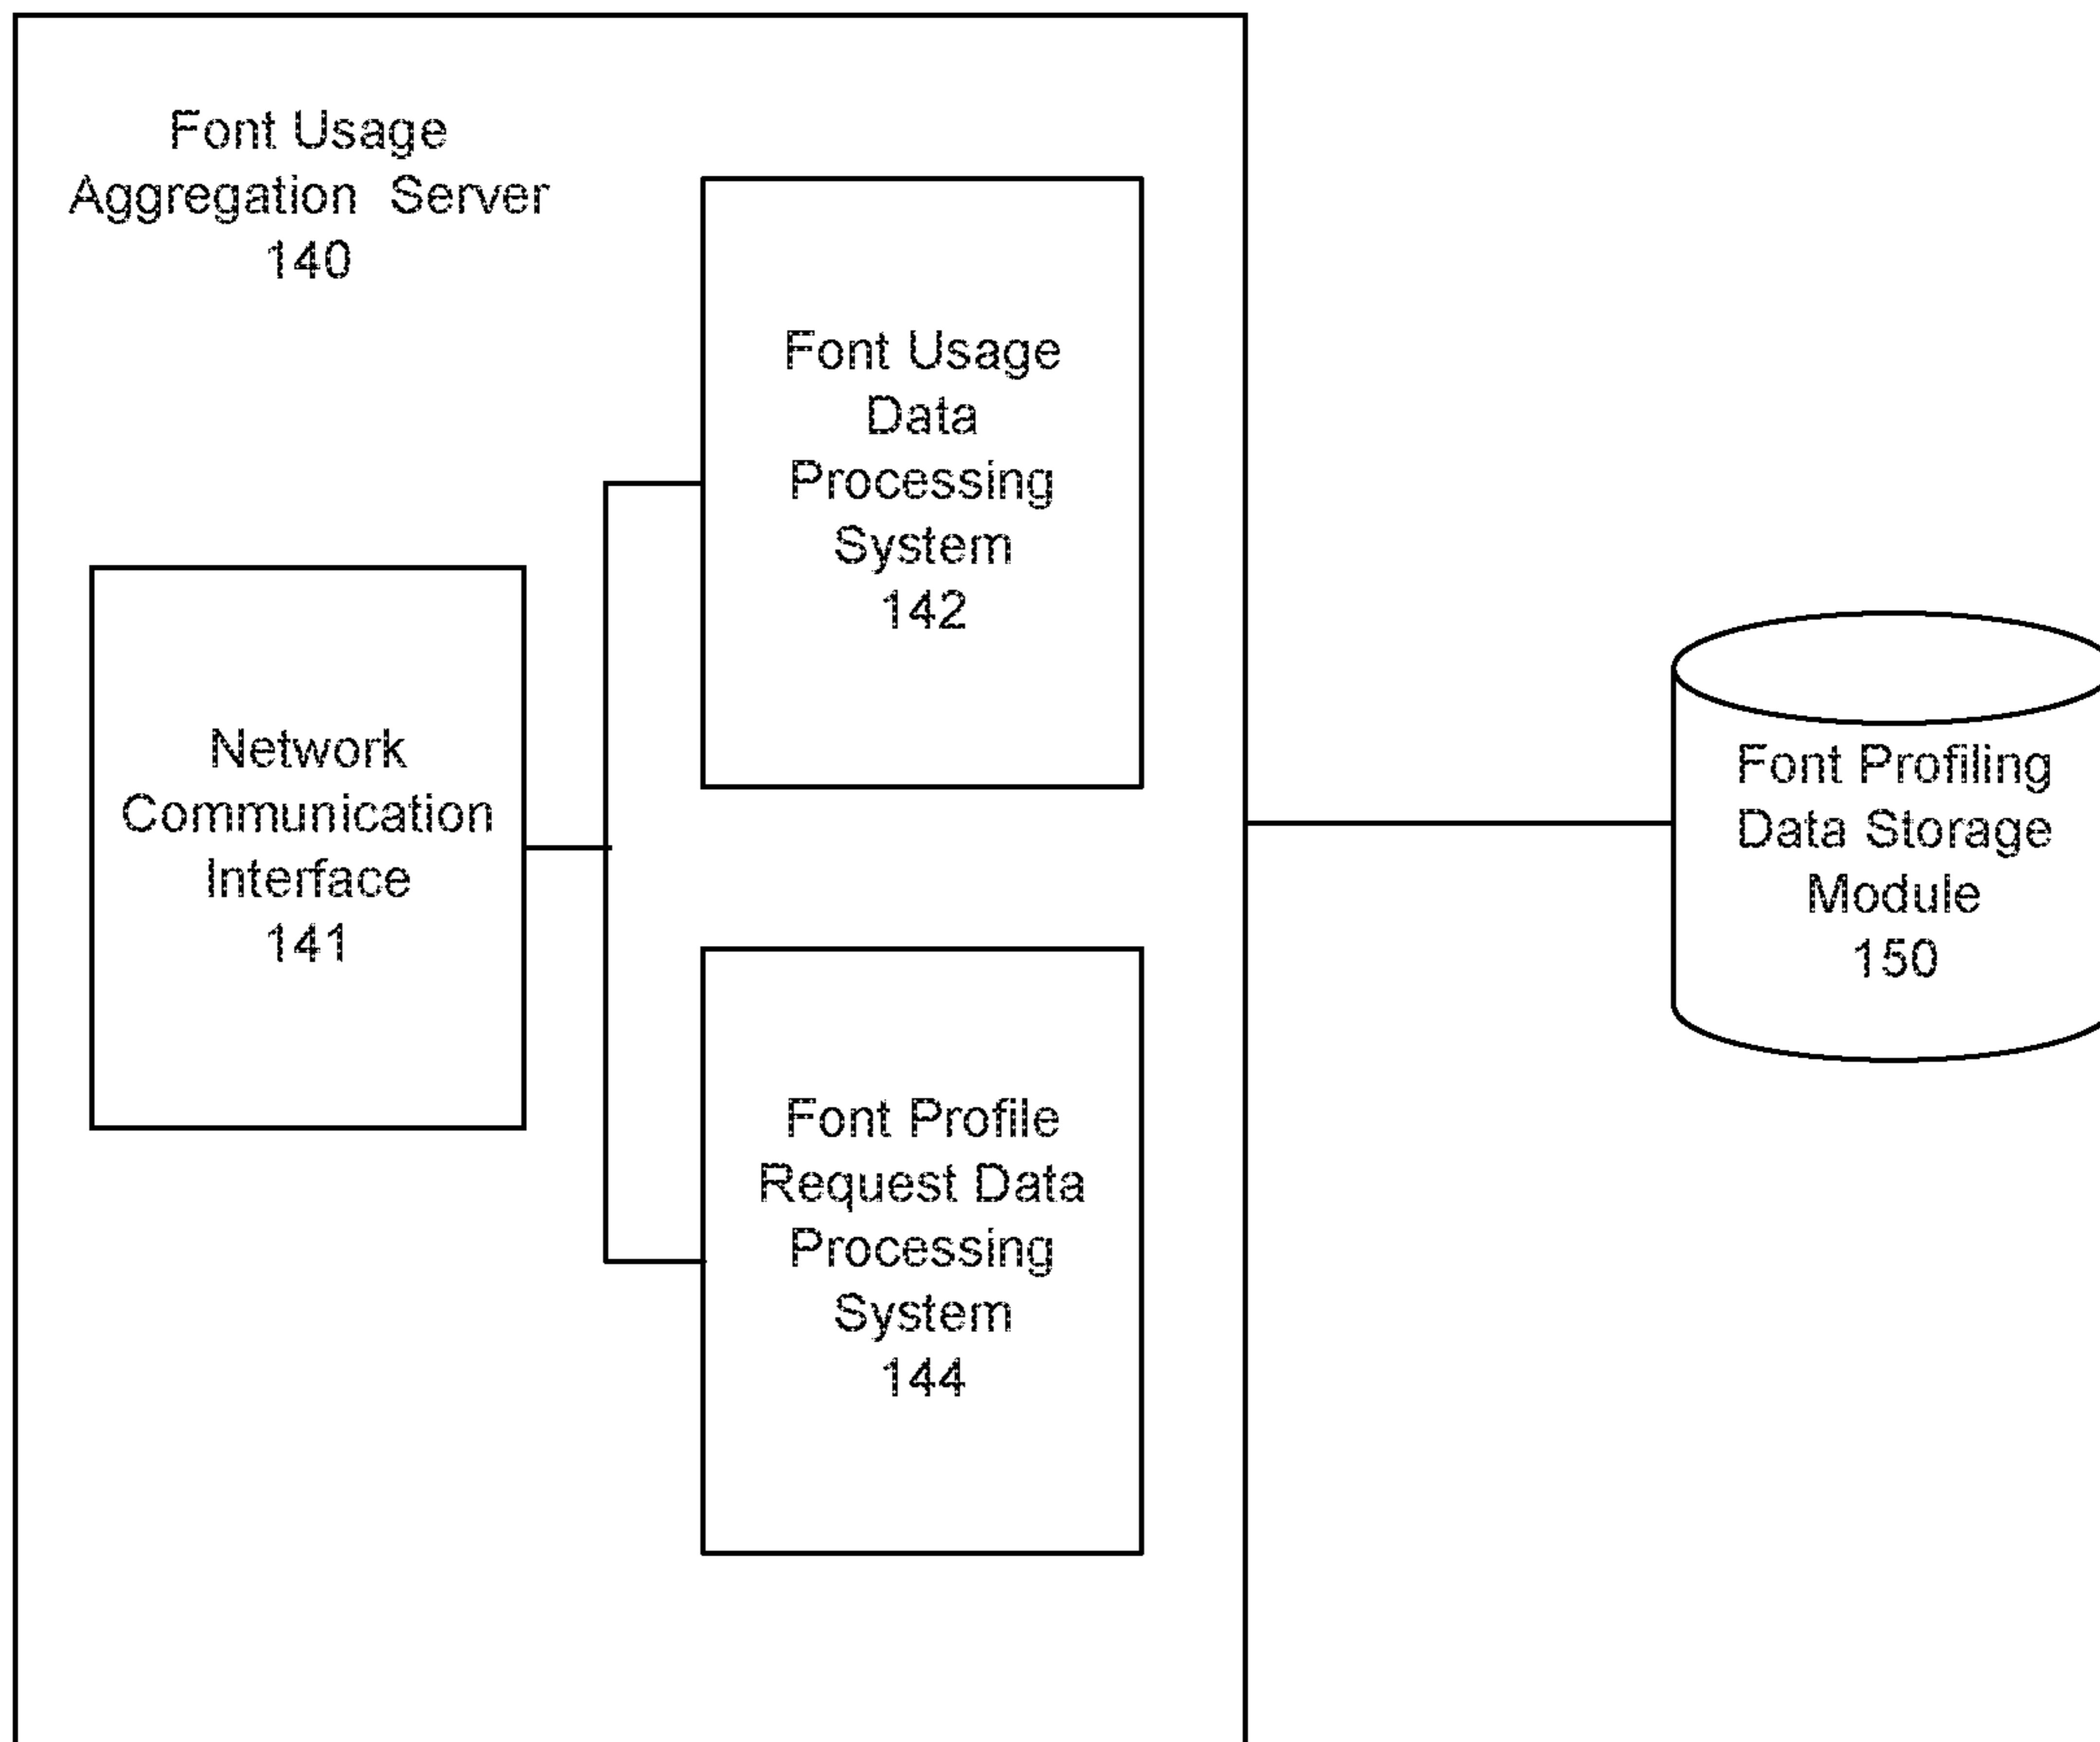 Font Usage
Aggregation Server
140
Font Usage
Data
Processing
System
142
Network
Communication
Interface
141
Font Profiling
Data Storage
Module
150
Font Profile
Request Data
Processing
System
144